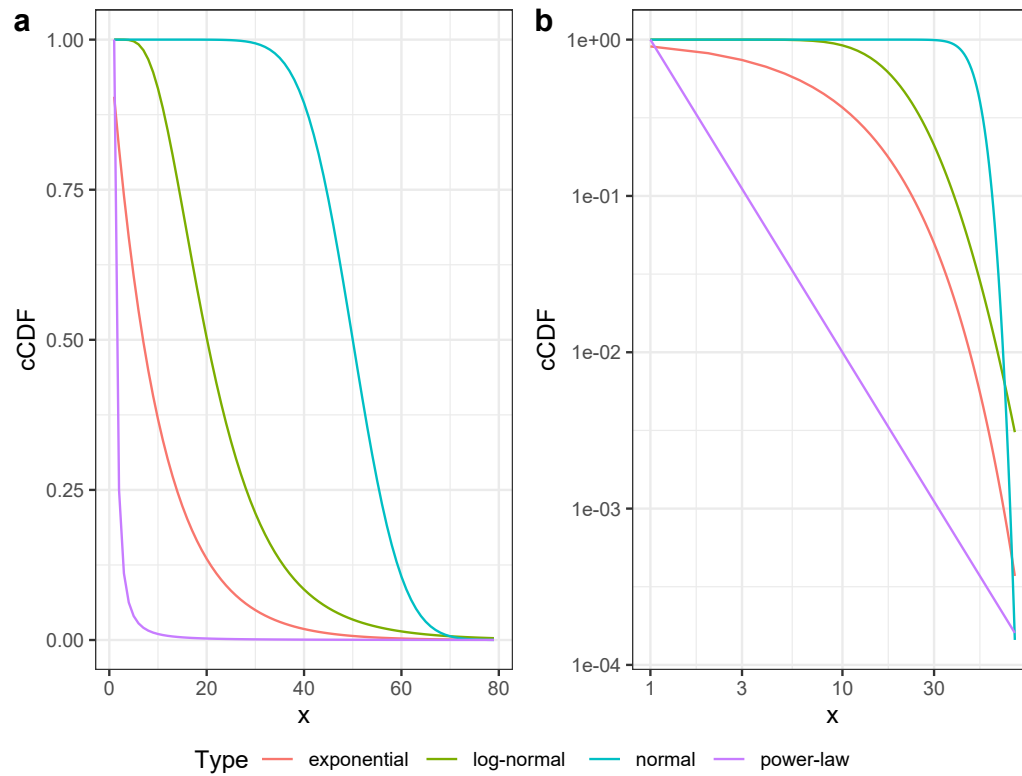 a
cCDF
1.00
0.75
0.50
0.25
0.00
0 20 40 60 80
x
b
cCDF
1e+00
1e-01
1e-02
1e-03
1e-04
1 3 10 30
x
Type exponential log-normal normal power-law